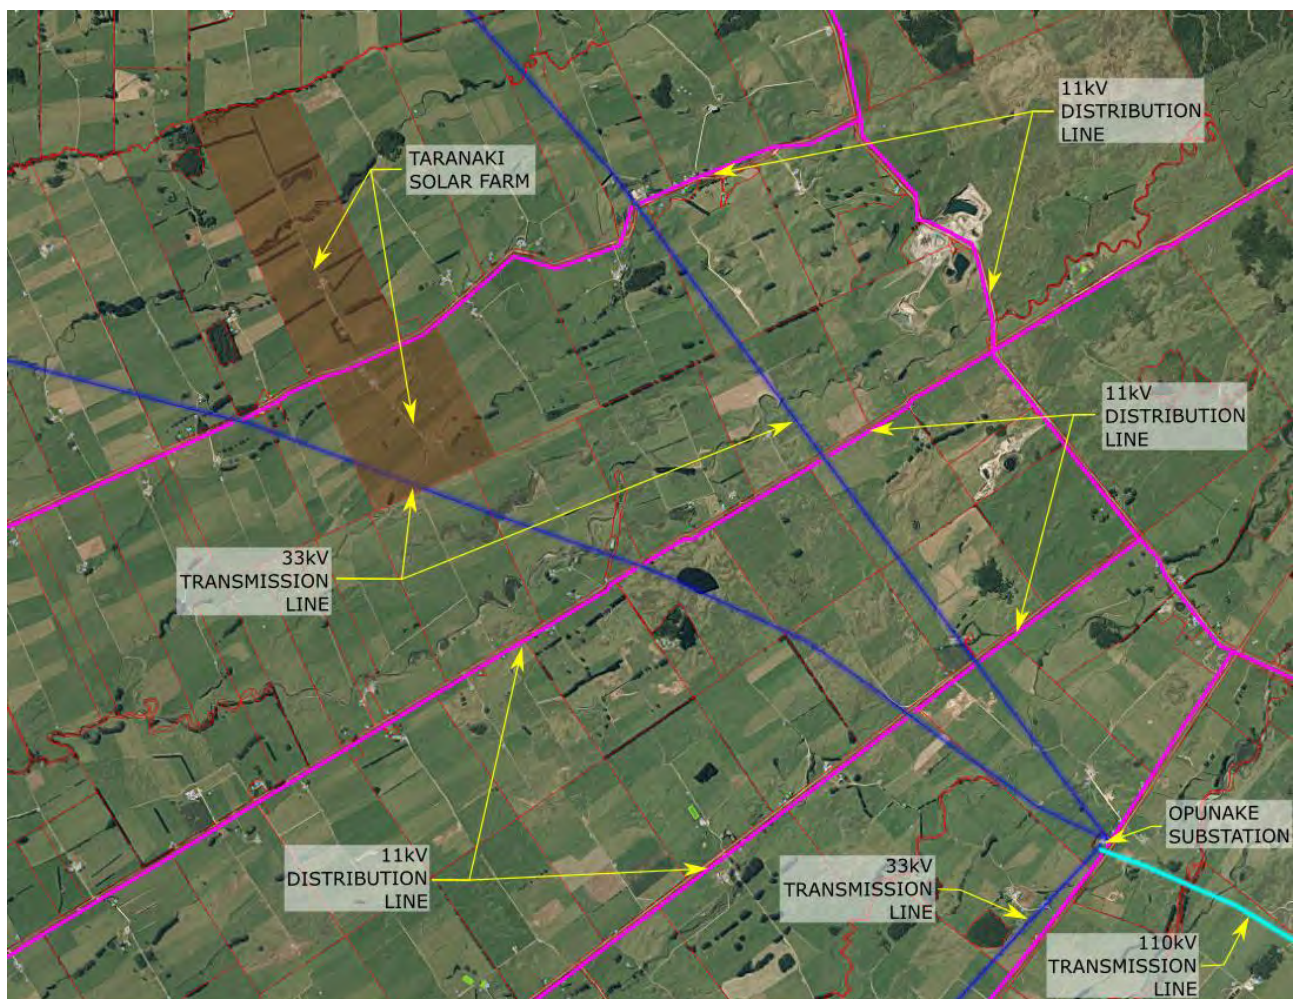 11kV
DISTRIBUTION
LINE
TARANAKI
SOLAR FARM
11kV
DISTRIBUTION
LINE
33kV
TRANSMISSION
LINE
OPUNAKE
SUBSTATION
11kV
DISTRIBUTION
LINE
33kV
TRANSMISSION
LINE
110kV
TRANSMISSION
LINE